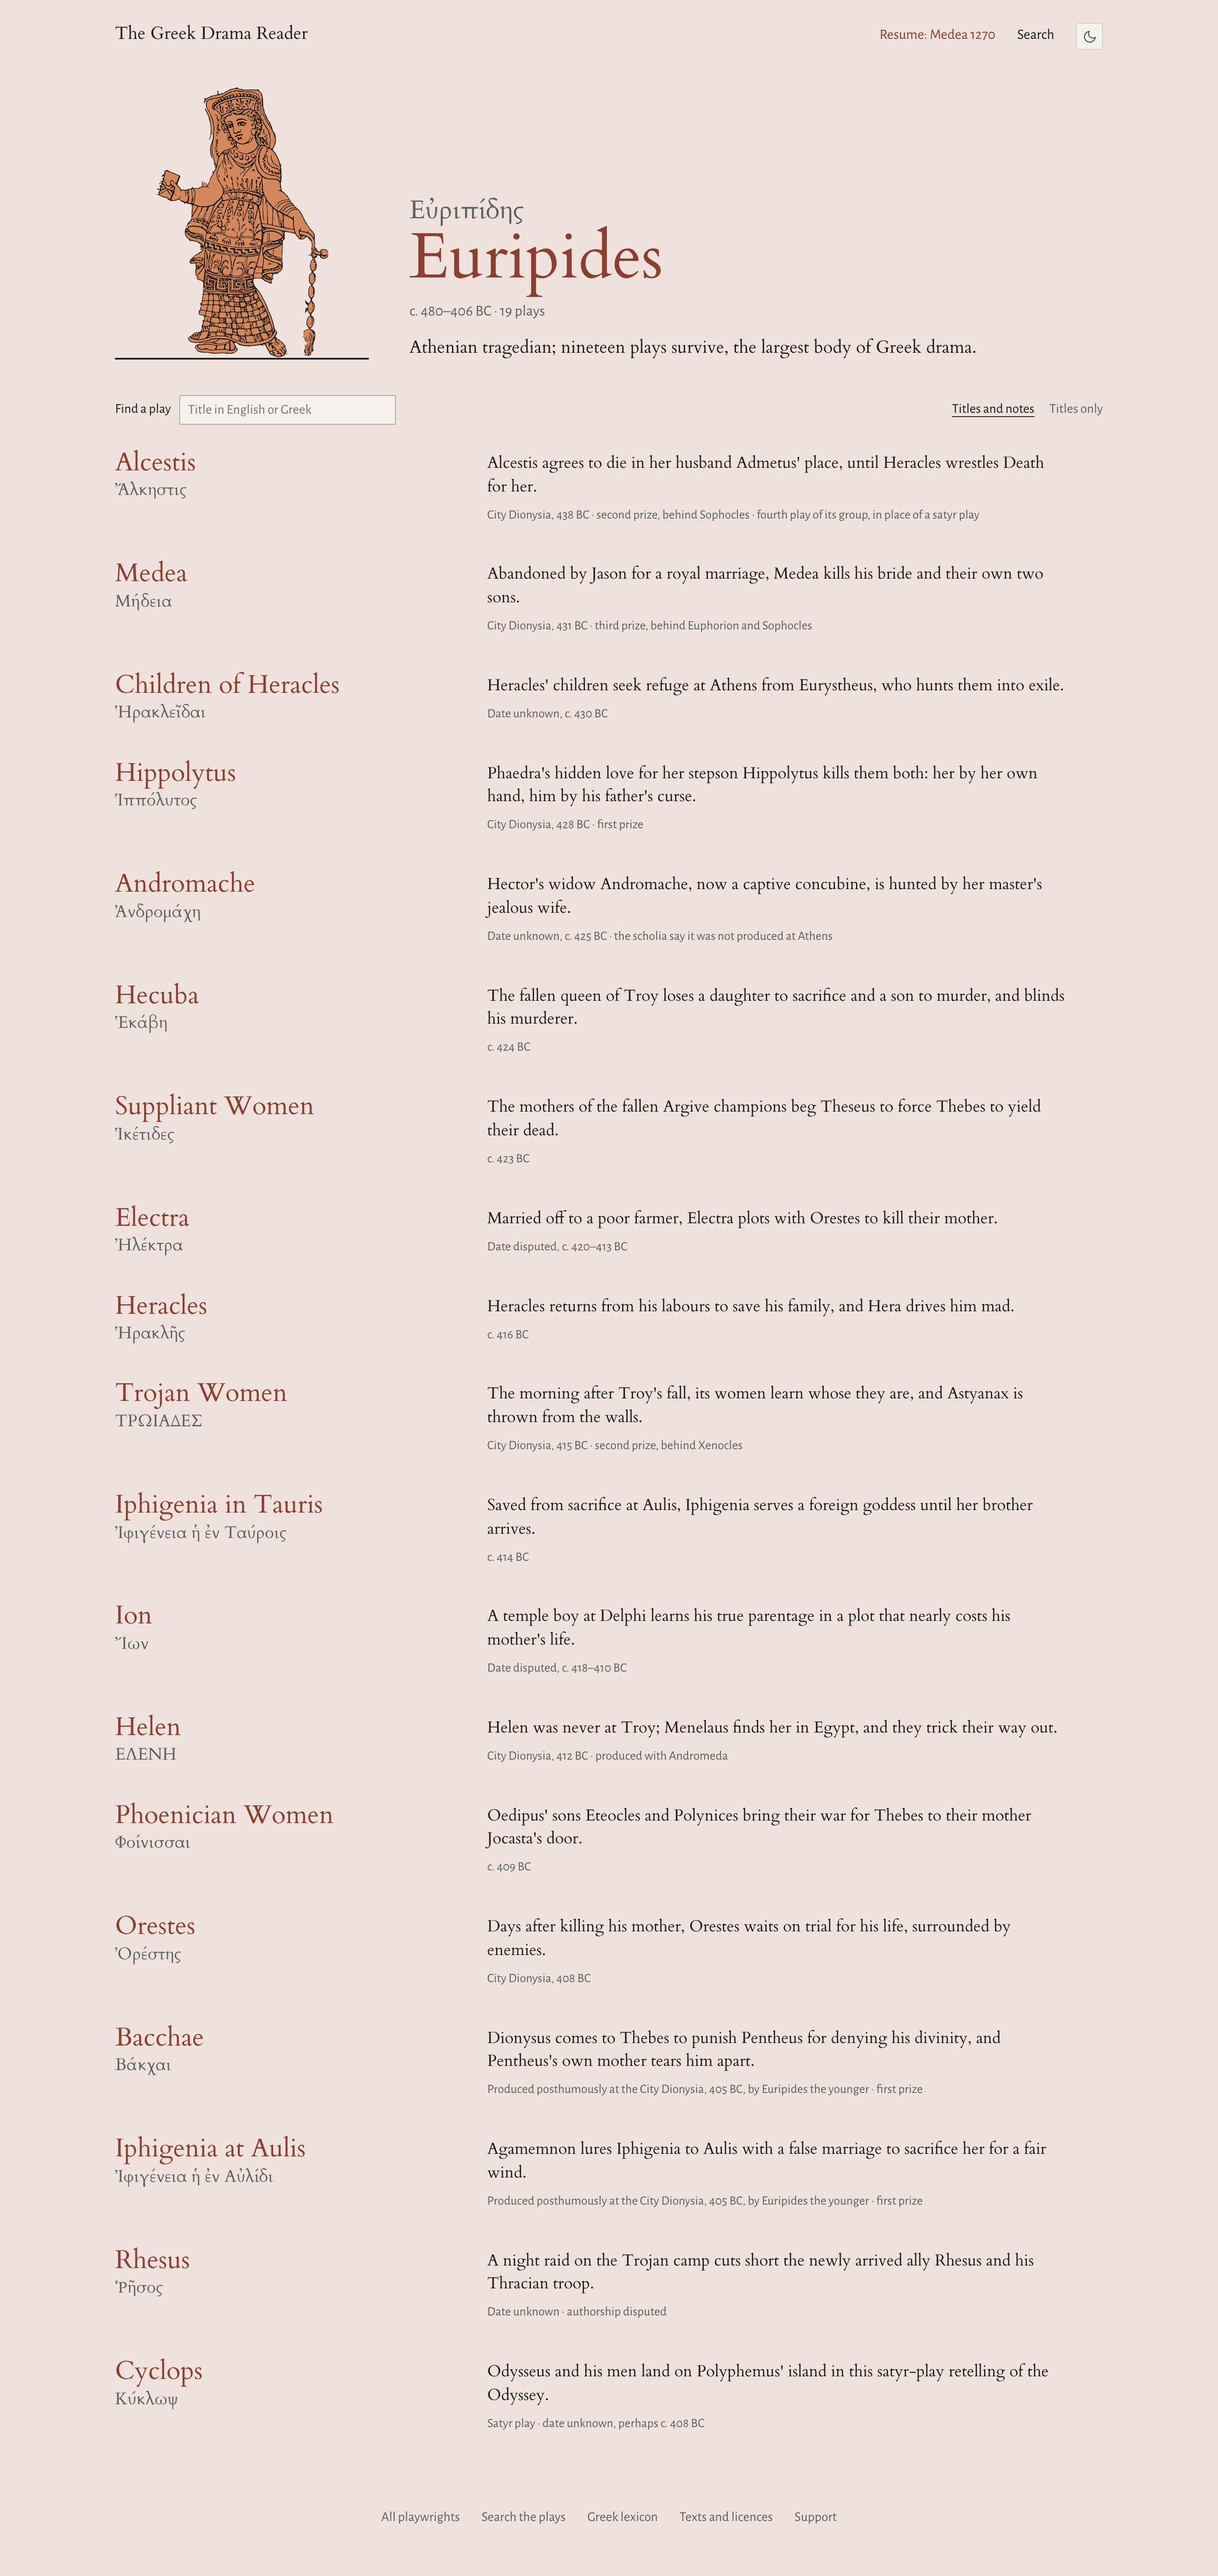 The Greek Drama Reader
Resume: Medea 1270
Search
Εὐριπίδης
Euripides
c. 480–406 BC · 19 plays
Athenian tragedian; nineteen plays survive, the largest body of Greek drama.
Find a play
Title in English or Greek
Titles and notes
Titles only
Alcestis
Ἄλκηστις
Alcestis agrees to die in her husband Admetus' place, until Heracles wrestles Death
for her.
City Dionysia, 438 BC · second prize, behind Sophocles · fourth play of its group, in place of a satyr play
Medea
Μήδεια
Abandoned by Jason for a royal marriage, Medea kills his bride and their own two
sons.
City Dionysia, 431 BC · third prize, behind Euphorion and Sophocles
Children of Heracles
Ἡρακλεῖδαι
Heracles' children seek refuge at Athens from Eurystheus, who hunts them into exile.
Date unknown, c. 430 BC
Hippolytus
Ἱππόλυτος
Phaedra's hidden love for her stepson Hippolytus kills them both: her by her own
hand, him by his father's curse.
City Dionysia, 428 BC · first prize
Andromache
Ἀνδρομάχη
Hector's widow Andromache, now a captive concubine, is hunted by her master's
jealous wife.
Date unknown, c. 425 BC · the scholia say it was not produced at Athens
Hecuba
Ἑκάβη
The fallen queen of Troy loses a daughter to sacrifice and a son to murder, and blinds
his murderer.
c. 424 BC
Suppliant Women
Ἱκέτιδες
The mothers of the fallen Argive champions beg Theseus to force Thebes to yield
their dead.
c. 423 BC
Electra
Ἠλέκτρα
Married off to a poor farmer, Electra plots with Orestes to kill their mother.
Date disputed, c. 420–413 BC
Heracles
Ἡρακλῆς
Heracles returns from his labours to save his family, and Hera drives him mad.
c. 416 BC
Trojan Women
ΤΡΩΙΑΔΕΣ
The morning after Troy's fall, its women learn whose they are, and Astyanax is
thrown from the walls.
City Dionysia, 415 BC · second prize, behind Xenocles
Iphigenia in Tauris
Ἰφιγένεια ἡ ἐν Ταύροις
Saved from sacrifice at Aulis, Iphigenia serves a foreign goddess until her brother
arrives.
c. 414 BC
Ion
Ἴων
A temple boy at Delphi learns his true parentage in a plot that nearly costs his
mother's life.
Date disputed, c. 418–410 BC
Helen
ΕΛΕΝΗ
Helen was never at Troy; Menelaus finds her in Egypt, and they trick their way out.
City Dionysia, 412 BC · produced with Andromeda
Phoenician Women
Φοίνισσαι
Oedipus' sons Eteocles and Polynices bring their war for Thebes to their mother
Jocasta's door.
c. 409 BC
Orestes
Ὀρέστης
Days after killing his mother, Orestes waits on trial for his life, surrounded by
enemies.
City Dionysia, 408 BC
Bacchae
Βάκχαι
Dionysus comes to Thebes to punish Pentheus for denying his divinity, and
Pentheus's own mother tears him apart.
Produced posthumously at the City Dionysia, 405 BC, by Euripides the younger · first prize
Iphigenia at Aulis
Ἰφιγένεια ἡ ἐν Αὐλίδι
Agamemnon lures Iphigenia to Aulis with a false marriage to sacrifice her for a fair
wind.
Produced posthumously at the City Dionysia, 405 BC, by Euripides the younger · first prize
Rhesus
Ῥῆσος
A night raid on the Trojan camp cuts short the newly arrived ally Rhesus and his
Thracian troop.
Date unknown · authorship disputed
Cyclops
Κύκλωψ
Odysseus and his men land on Polyphemus' island in this satyr-play retelling of the
Odyssey.
Satyr play · date unknown, perhaps c. 408 BC
All playwrights
Search the plays
Greek lexicon
Texts and licences
Support